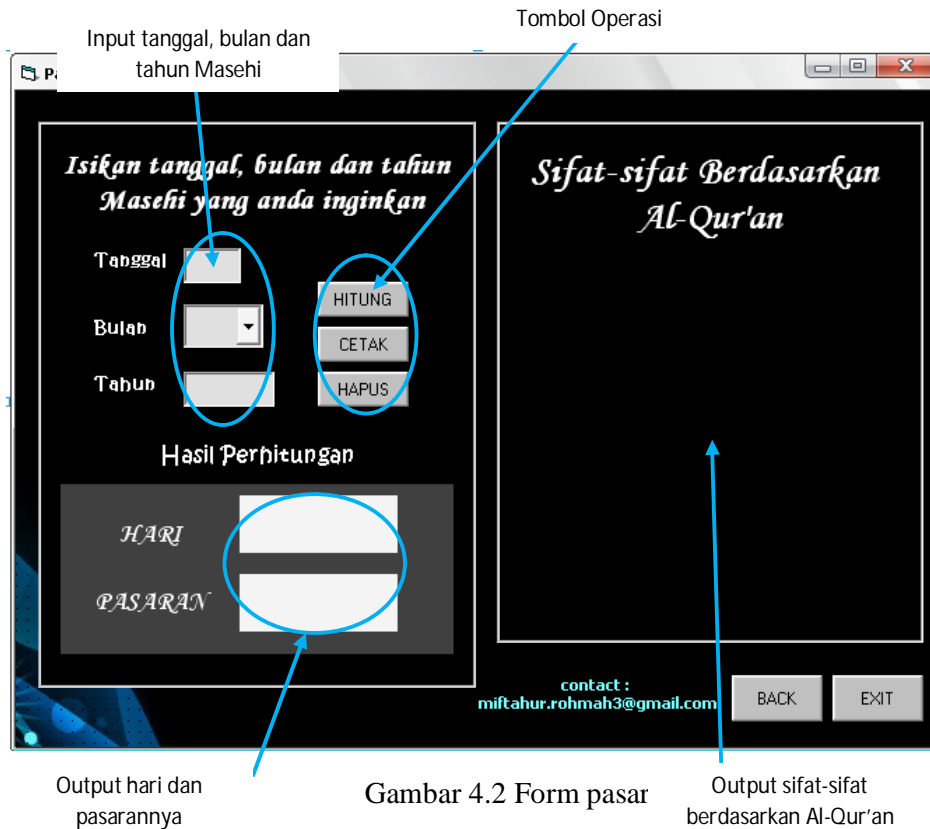 Tombol Operasi
Input tanggal, bulan dan
tahun Masehi
Isikan tanggal, bulan dan tahun
Masehi yang anda inginkan
Tanggal
Bulan
Tahun
HITUNG
CETAK
HAPUS
Hasil Perhitungan
HARI
PASARAN
Sifat-sifat Berdasarkan
Al-Qur'an
contact :
miftahur.rohmah3@gmail.com
BACK
EXIT
Output hari dan
pasarannya
Gambar 4.2 Form pasar
Output sifat-sifat
berdasarkan Al-Qur'an